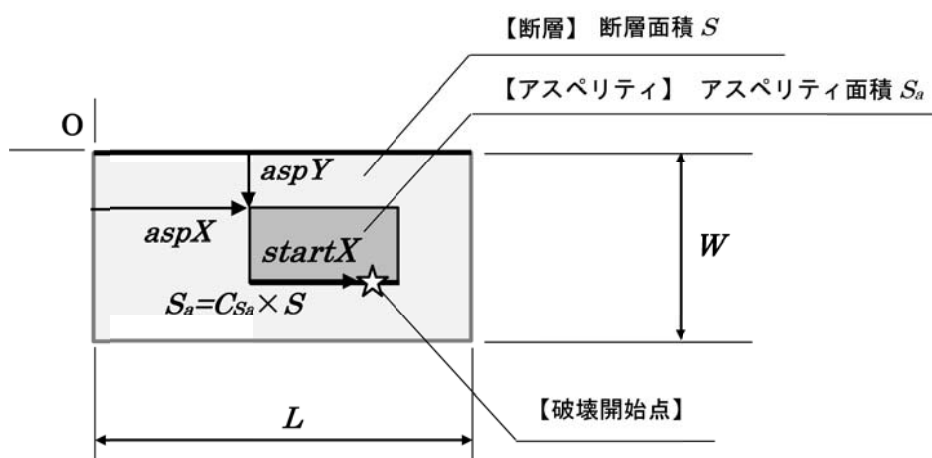 【断層】 断層面積 S
【アスペリティ】 アスペリティ面積 Sₐ
O
aspY
aspX
startX
W
Sₐ=C_Sₐ×S
【破壊開始点】
L